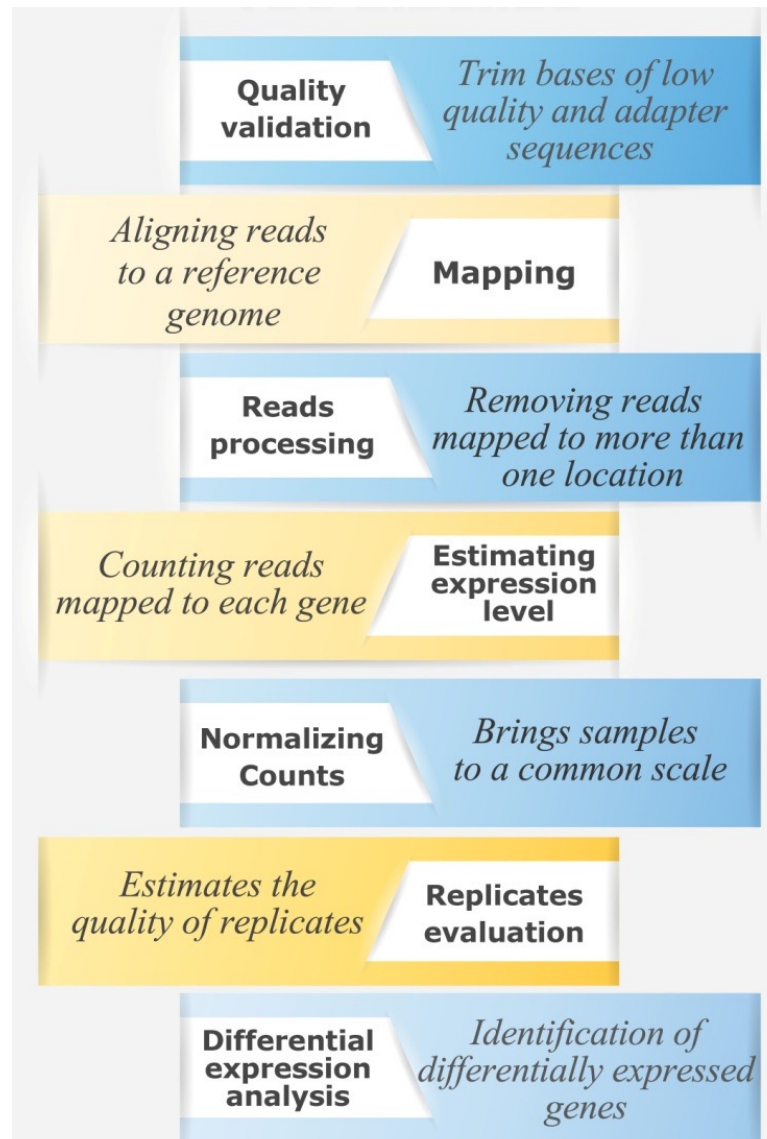 Quality
validation
Trim bases of low
quality and adapter
sequences
Aligning reads
to a reference
genome
Mapping
Reads
processing
Removing reads
mapped to more than
one location
Counting reads
mapped to each gene
Estimating
expression
level
Normalizing
Counts
Brings samples
to a common scale
Estimates the
quality of replicates
Replicates
evaluation
Differential
expression
analysis
Identification of
differentially expressed
genes